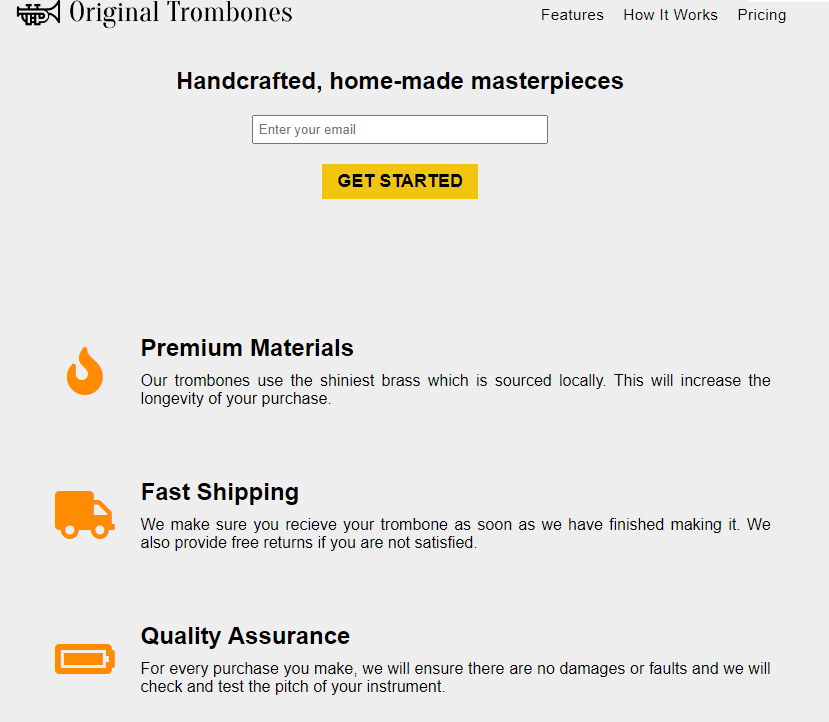 Original Trombones
Features How It Works Pricing
Handcrafted, home-made masterpieces
Enter your email
GET STARTED
Premium Materials
Our trombones use the shiniest brass which is sourced locally. This will increase the
longevity of your purchase.
Fast Shipping
We make sure you recieve your trombone as soon as we have finished making it. We
also provide free returns if you are not satisfied.
Quality Assurance
For every purchase you make, we will ensure there are no damages or faults and we will
check and test the pitch of your instrument.